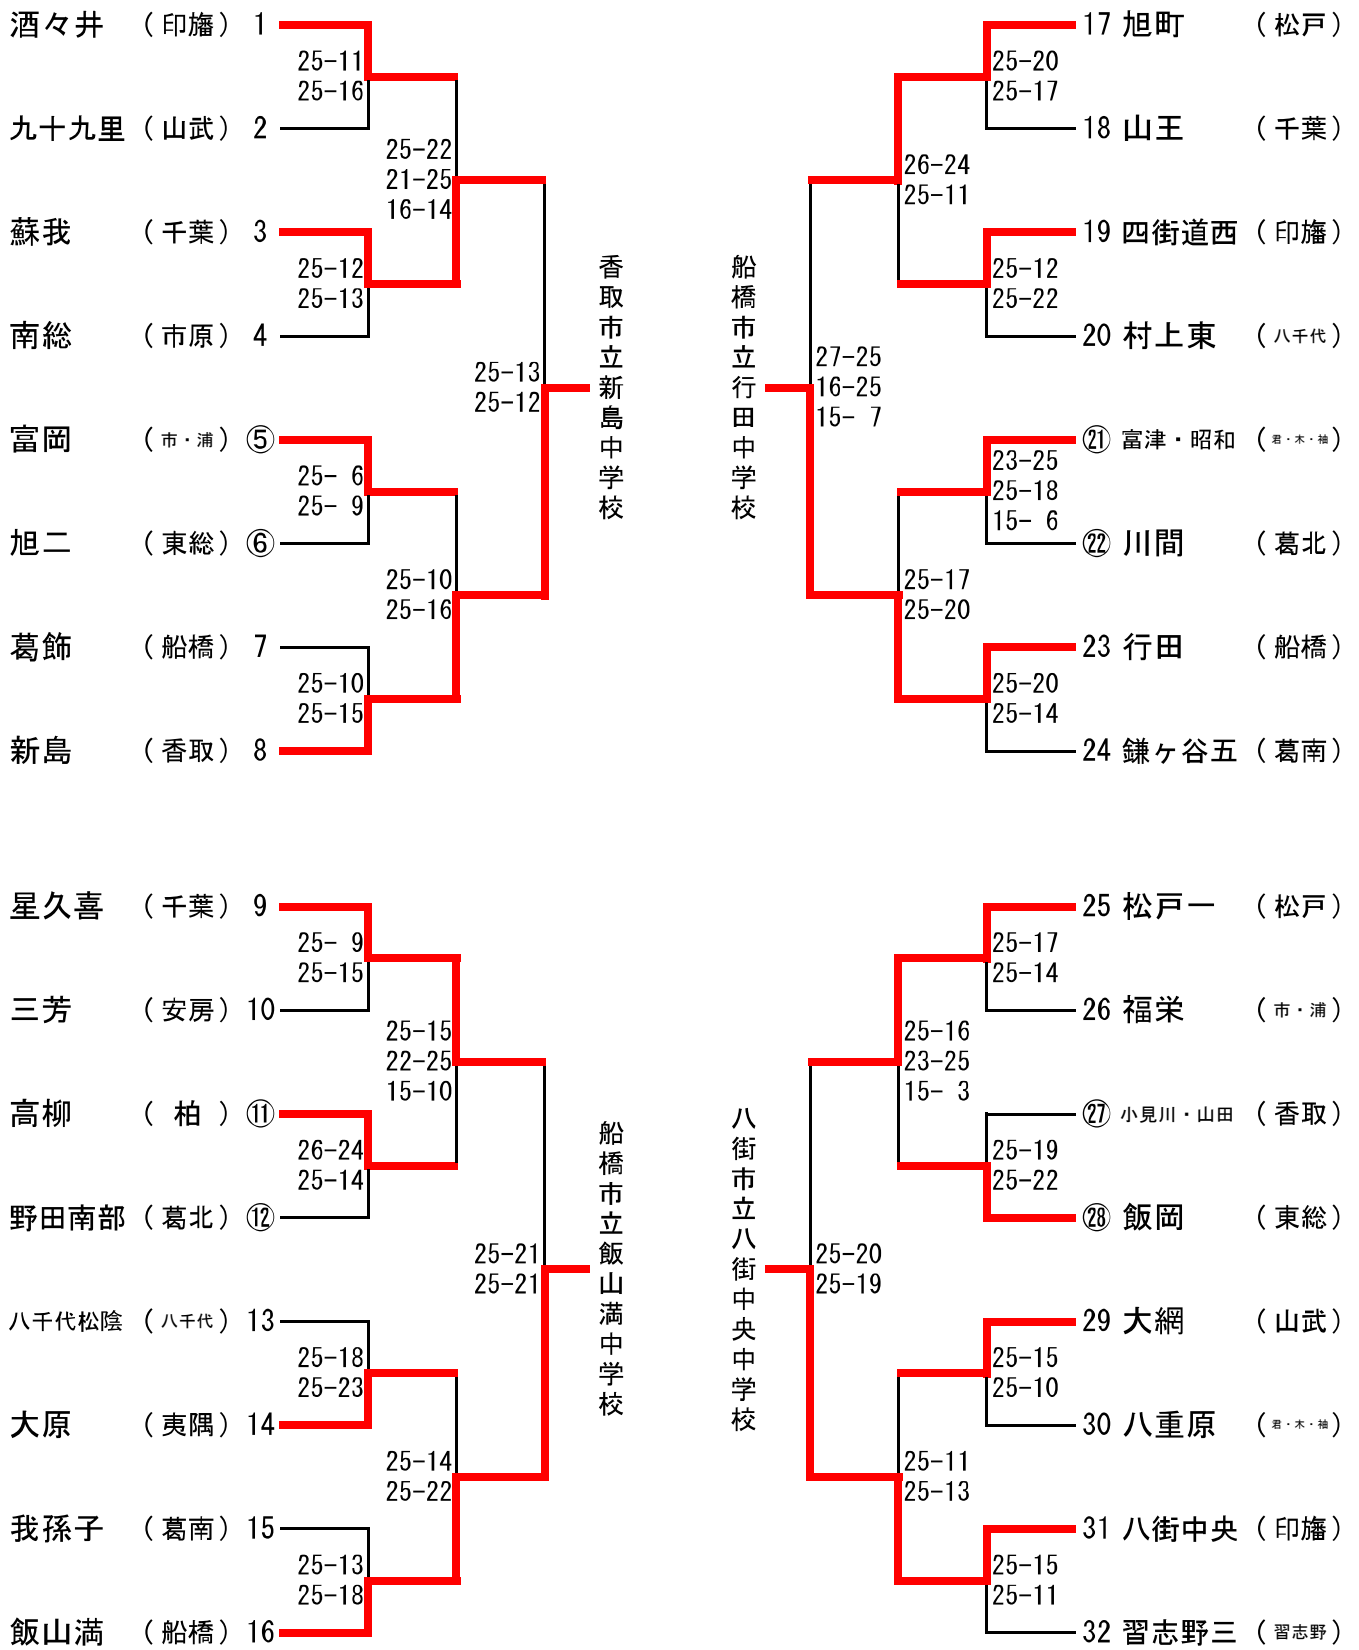 酒々井 (印旛) 1
25-11
25-16
九十九里 (山武) 2
25-22
21-25
16-14
蘇我 (千葉) 3
25-12
25-13
南総 (市原) 4
25-13
25-12
富岡 (市・浦) ⑤
25- 6
25- 9
旭二 (東総) ⑥
25-10
25-16
葛飾 (船橋) 7
25-10
25-15
新島 (香取) 8
香取市立新島中学校
17 旭町 (松戸)
25-20
25-17
18 山王 (千葉)
26-24
25-11
19 四街道西 (印旛)
25-12
25-22
20 村上東 (八千代)
27-25
16-25
15- 7
㉑ 富津・昭和 (君・木・袖)
23-25
25-18
15- 6
㉒ 川間 (葛北)
25-17
25-20
23 行田 (船橋)
25-20
25-14
24 鎌ヶ谷五 (葛南)
船橋市立行田中学校
星久喜 (千葉) 9
25- 9
25-15
三芳 (安房) 10
25-15
22-25
15-10
高柳 (柏) ⑪
26-24
25-14
野田南部 (葛北) ⑫
25-21
25-21
八千代松陰 (八千代) 13
25-18
25-23
大原 (夷隅) 14
25-14
25-22
我孫子 (葛南) 15
25-13
25-18
飯山満 (船橋) 16
船橋市立飯山満中学校
25 松戸一 (松戸)
25-17
25-14
26 福栄 (市・浦)
25-16
23-25
15- 3
㉗ 小見川・山田 (香取)
25-19
25-22
㉘ 飯岡 (東総)
25-20
25-19
29 大網 (山武)
25-15
25-10
30 八重原 (君・木・袖)
25-11
25-13
31 八街中央 (印旛)
25-15
25-11
32 習志野三 (習志野)
八街市立八街中央中学校